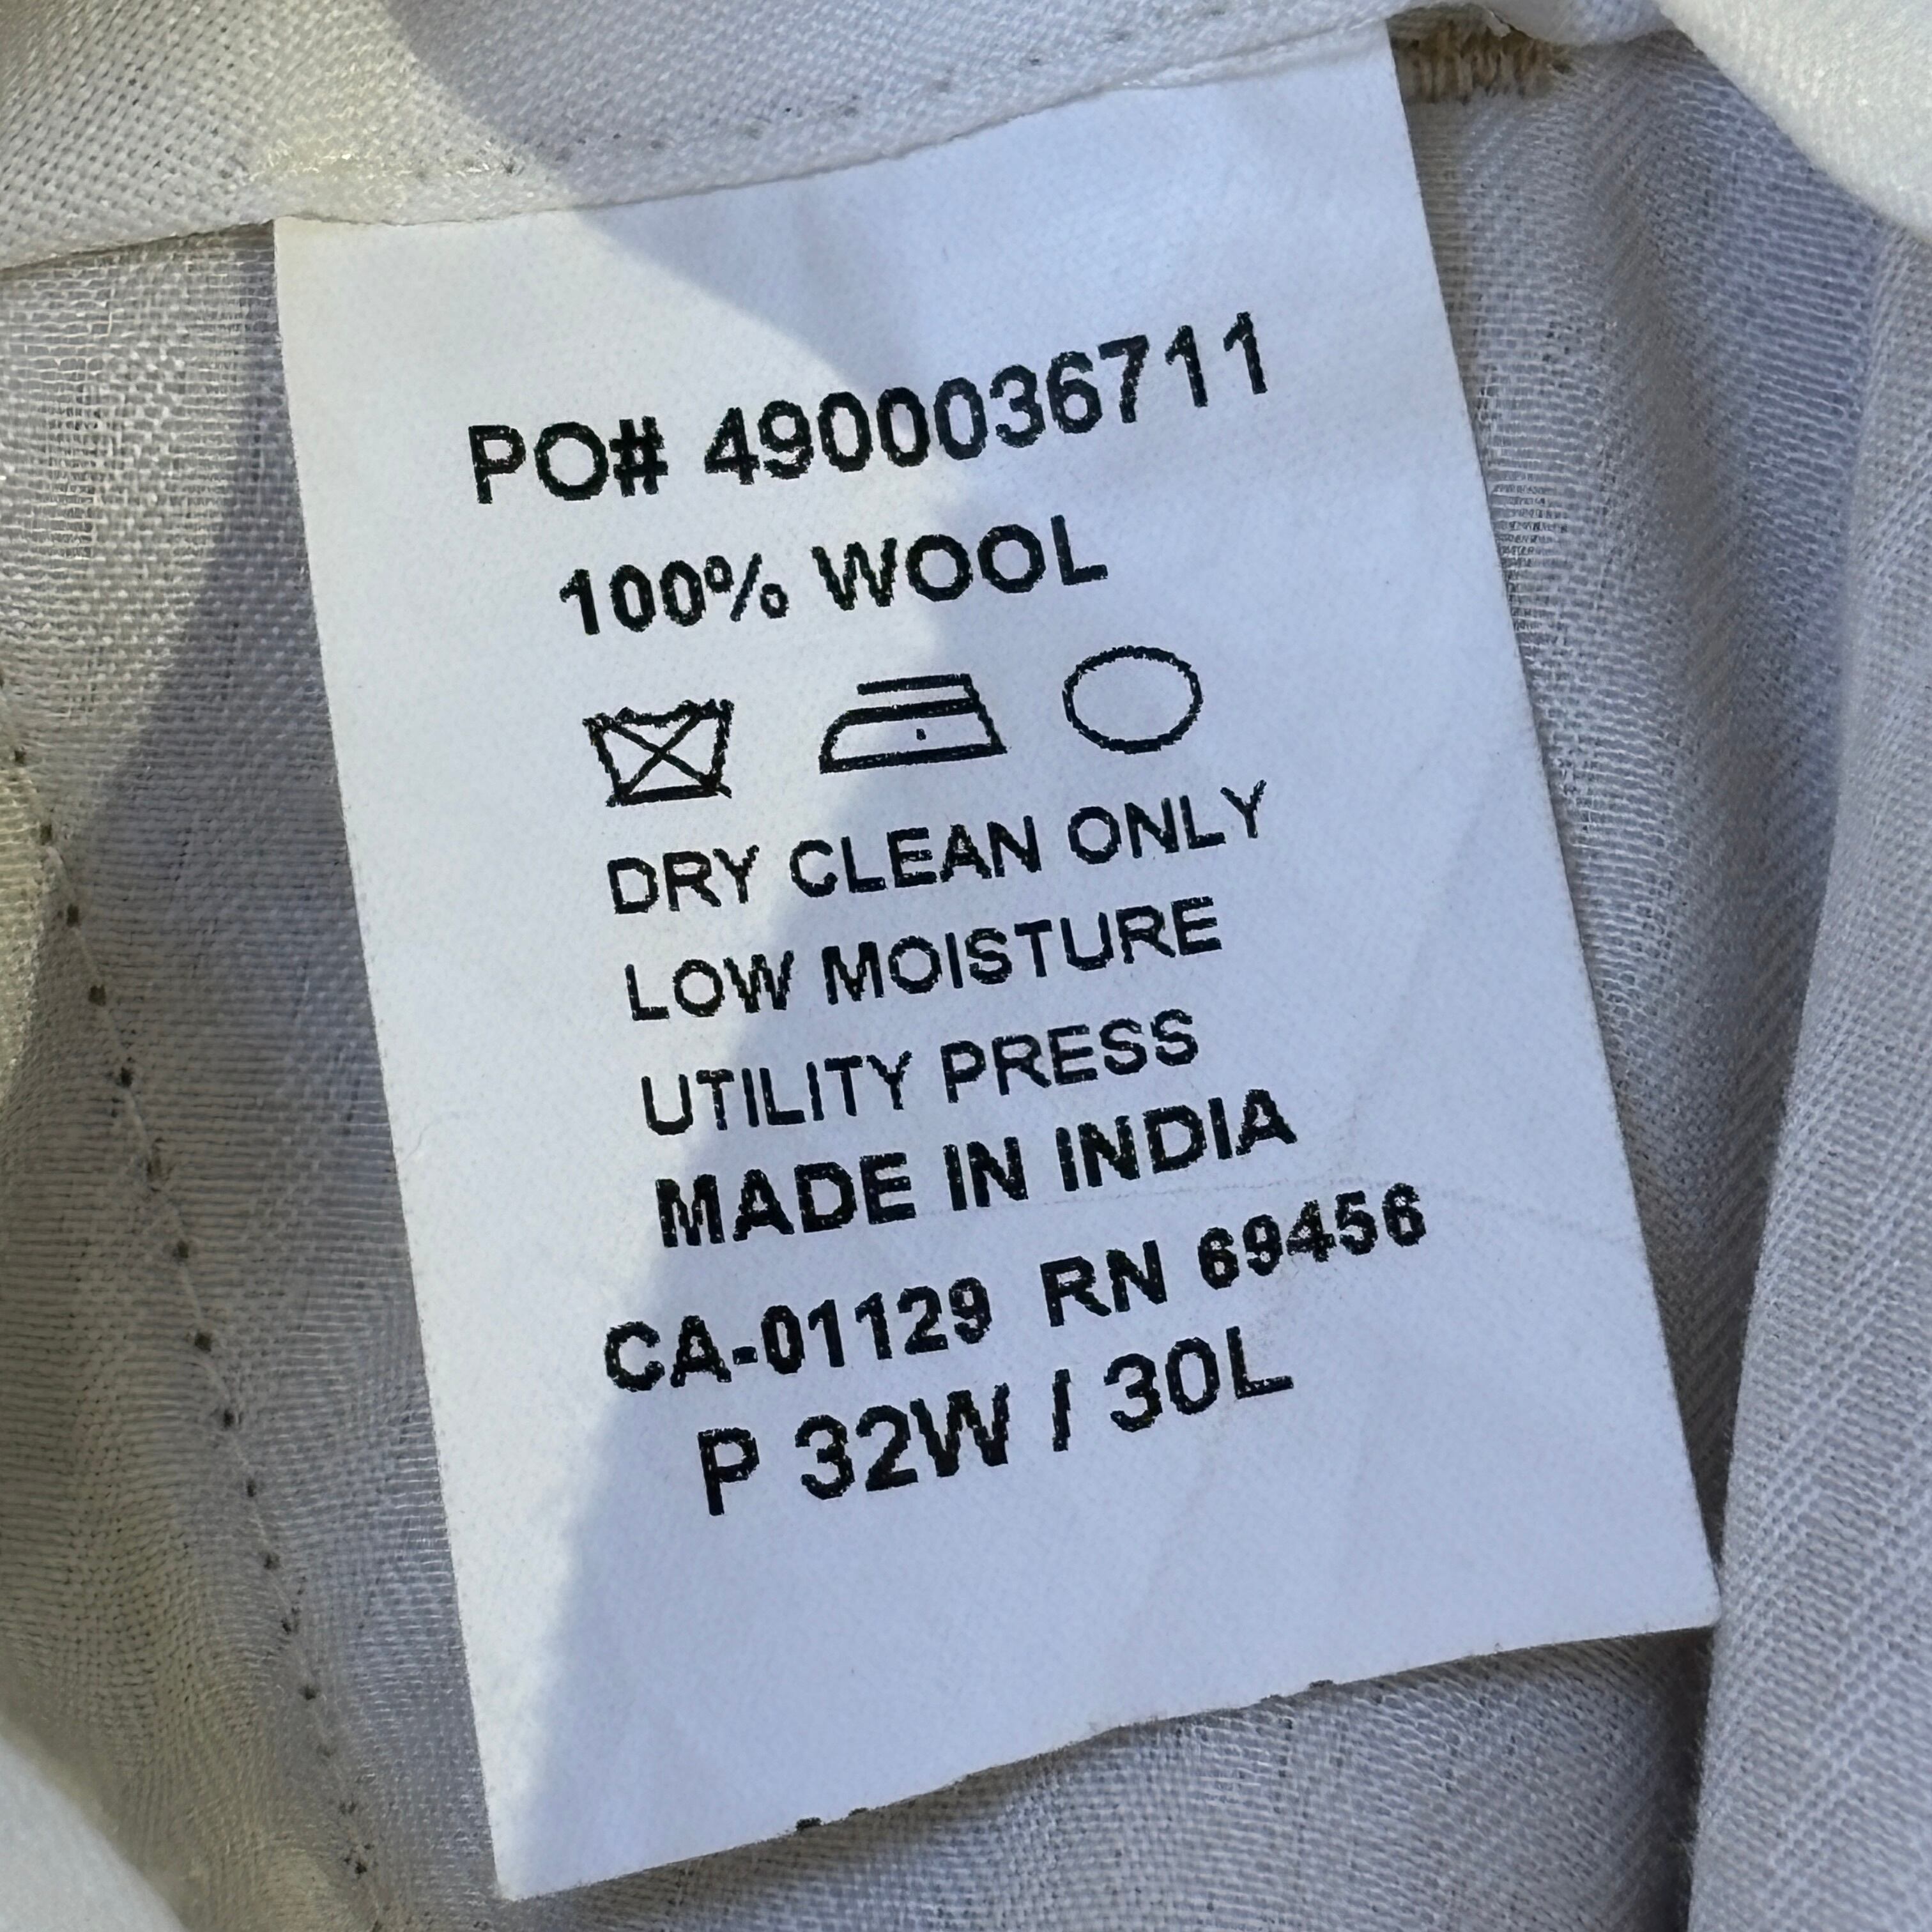 PO# 4900036711
100% WOOL
DRY CLEAN ONLY
LOW MOISTURE
UTILITY PRESS
MADE IN INDIA
CA-01129 RN 69456
P 32W / 30L